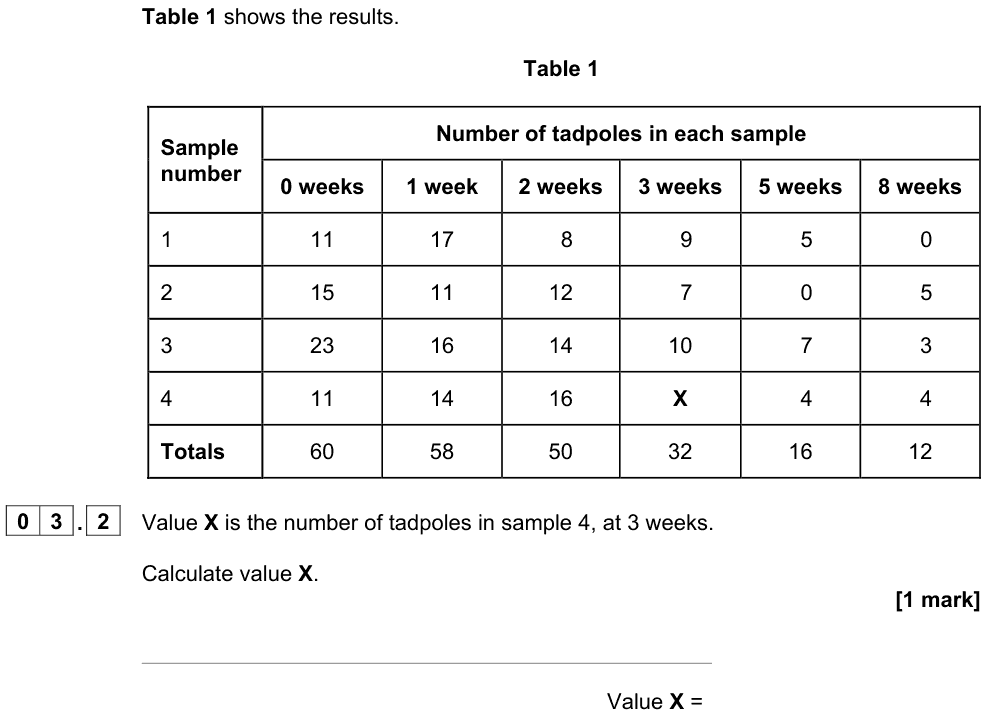 Table 1 shows the results.
Table 1
Sample number
Number of tadpoles in each sample
0 weeks 1 week 2 weeks 3 weeks 5 weeks 8 weeks
1 11 17 8 9 5 0
2 15 11 12 7 0 5
3 23 16 14 10 7 3
4 11 14 16 X 4 4
Totals 60 58 50 32 16 12
0 3 . 2 Value X is the number of tadpoles in sample 4, at 3 weeks.
Calculate value X.
[1 mark]
Value X =